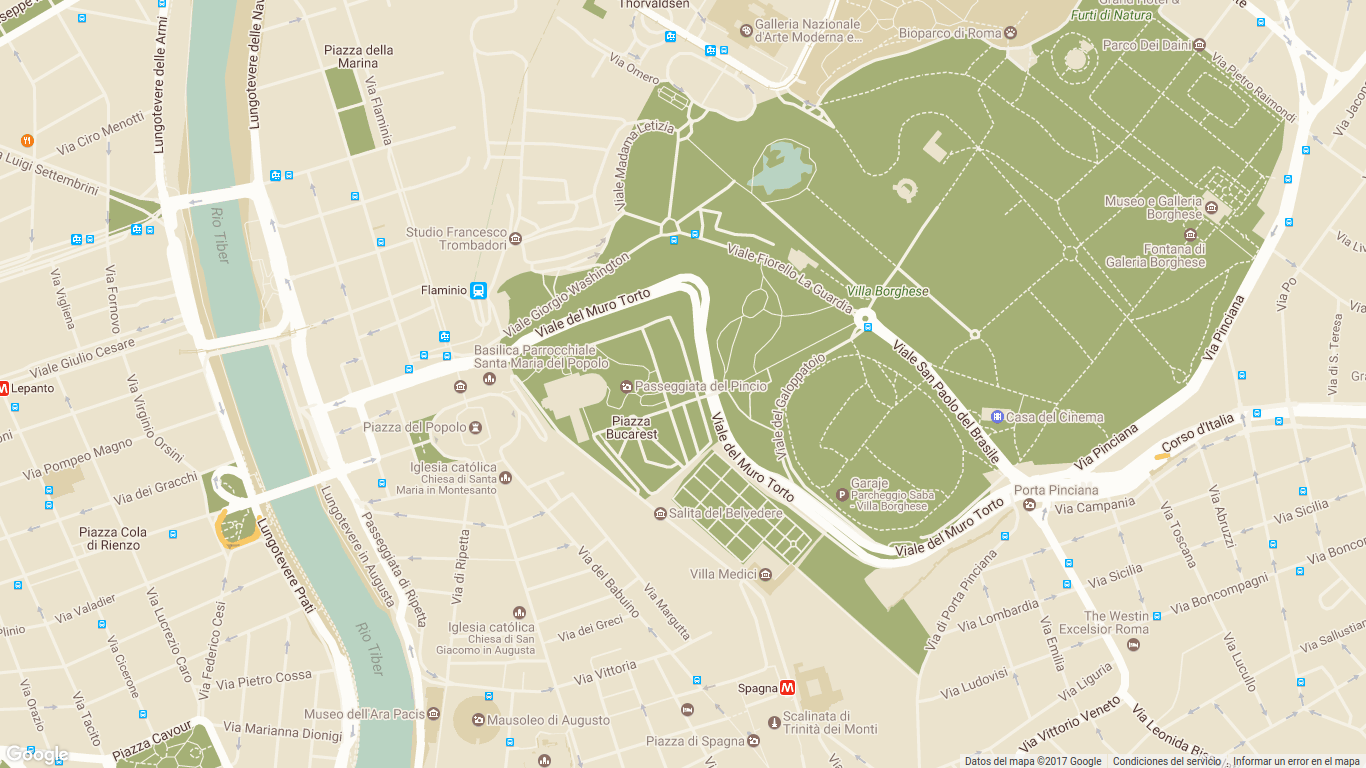 Thorvaldsen
Grand Hotel &
Furti di Natura
Galleria Nazionale
d'Arte Moderna e...
Bioparco di Roma
Parco Dei Daini
Piazza della
Marina
Via Omero
Via Pietro Raimondi
Lungotevere delle Armi
Lungotevere delle Nav
Via Flaminia
Via Ciro Menotti
Via Jacop
a Luigi Settembrini
Viale Madama Letizia
Museo e Galleria
Borghese
Rio Tiber
Studio Francesco
Trombadori
Fontana di
Galeria Borghese
Via Livo
Viale Fiorello La Guardia
Villa Borghese
Flaminio
Viale Giorgio Washington
Viale del Muro Torto
Via Vigliena
Via Fornovo
Via Po
Via Pinciana
Via di S. Teresa
Viale Giulio Cesare
Basilica Parrocchiale
Santa Maria del Popolo
Viale San Paolo del Brasile
Lepanto
Passeggiata del Pincio
Via Virginio Orsini
Piazza
Bucarest
Viale del Galoppatoio
Casa del Cinema
Piazza del Popolo
Corso d'Italia
Via Pinciana
Via Pompeo Magno
Iglesia católica
Chiesa di Santa
Maria in Montesanto
Viale del Muro Torto
Garaje
Parcheggio Saba
- Villa Borghese
Porta Pinciana
Via dei Gracchi
Via Campania
Via Toscana
Via Abruzzi
Via Sicilia
Salita del Belvedere
Piazza Cola
di Rienzo
Lungotevere Prati
Lungotevere in Augusta
Passeggiata di Ripetta
Via di Ripetta
Via del Babuino
Via Margutta
Viale del Muro Torto
Via Boncompagni
Villa Medici
Via di Porta Pinciana
Via Sicilia
Via Valadier
Via Lombardia
The Westin
Excelsior Roma
Iglesia católica
Chiesa di San
Giacomo in Augusta
Via dei Greci
Via Emilia
Via Lucullo
Via Sallustian
Plinio
Via Lucrezio Caro
Via Federico Cesi
Via Cicerone
Rio Tiber
Via Vittoria
Via Pietro Cossa
Via Ludovisi
Via Liguria
Spagna
Via Orazio
Via Tacito
Museo dell'Ara Pacis
Mausoleo di Augusto
Scalinata di
Trinità dei Monti
Via Marianna Dionigi
Piazza Cavour
Piazza di Spagna
Via Vittorio Veneto
Via Leonida Bis
Google
Datos del mapa ©2017 Google
Condiciones del servicio
Informar un error en el mapa